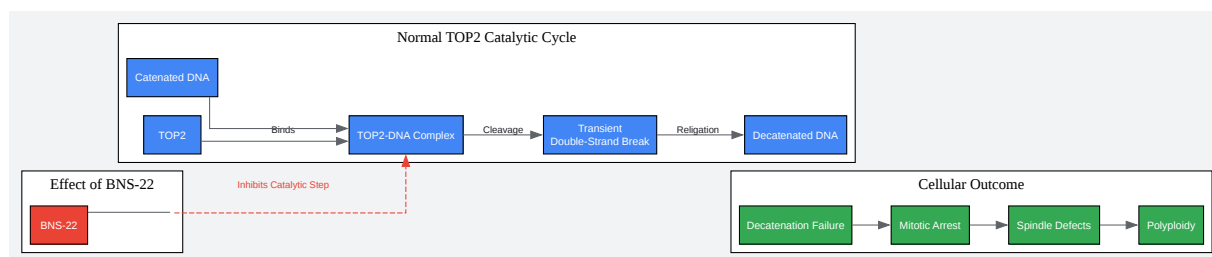 Normal TOP2 Catalytic Cycle
Catenated DNA
TOP2
Binds
TOP2-DNA Complex
Cleavage
Transient
Double-Strand Break
Religation
Decatenated DNA
Effect of BNS-22
BNS-22
Inhibits Catalytic Step
Cellular Outcome
Decatenation Failure
Mitotic Arrest
Spindle Defects
Polyploidy